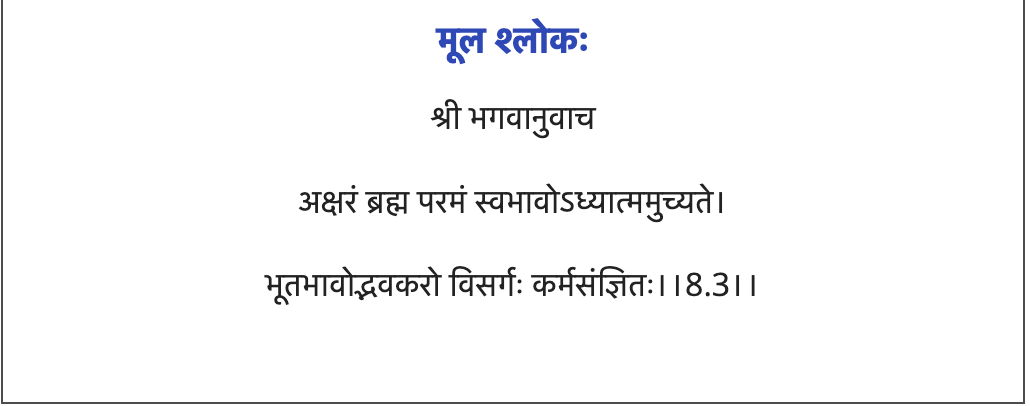 मूल श्लोकः
श्री भगवानुवाच
अक्षरं ब्रह्म परमं स्वभावोऽध्यात्ममुच्यते।
भूतभावोद्भवकरो विसर्गः कर्मसंज्ञितः।।8.3।।